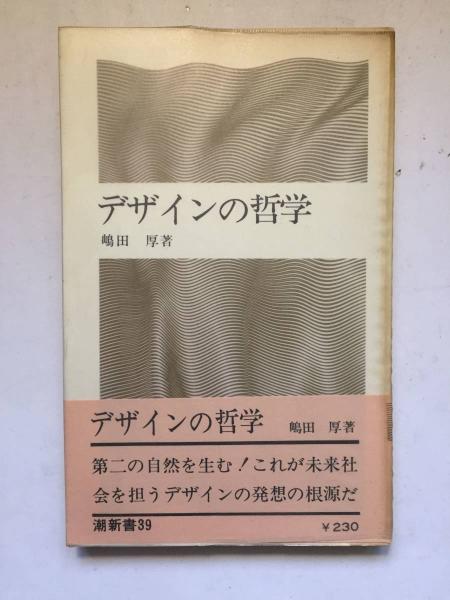 デザインの哲学
嶋田 厚著
デザインの哲学 嶋田 厚著
第二の自然を生む！これが未来社
会を担うデザインの発想の根源だ
潮新書39 ￥230